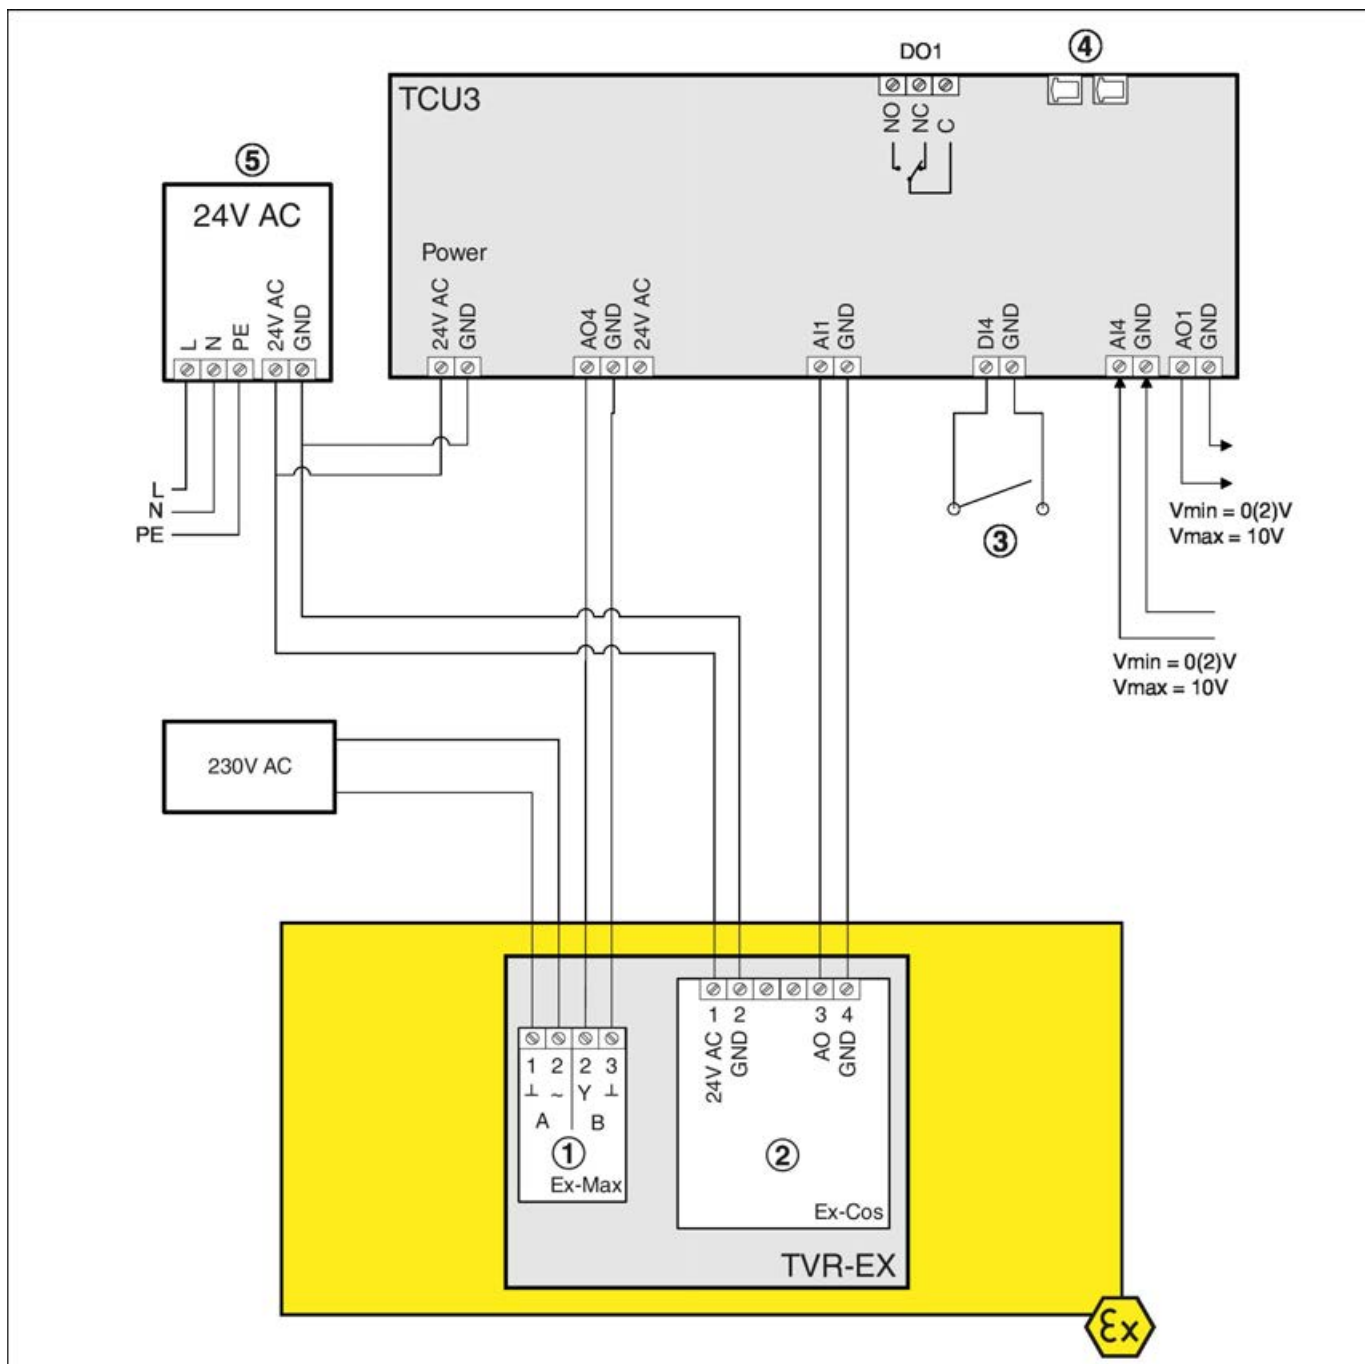 DO1
④
TCU3
NO
NC
C
⑤
24V AC
Power
L
N
PE
24V AC
GND
24V AC
GND
AO4
GND
24V AC
AI1
GND
DI4
GND
AI4
GND
AO1
GND
L
N
PE
③
Vmin = 0(2)V
Vmax = 10V
Vmin = 0(2)V
Vmax = 10V
230V AC
1 2 3 4
24V AC
GND
AO
GND
1 2 2 3
⊥ ~ Y ⊥
A B
①
Ex-Max
②
Ex-Cos
TVR-EX
Ex